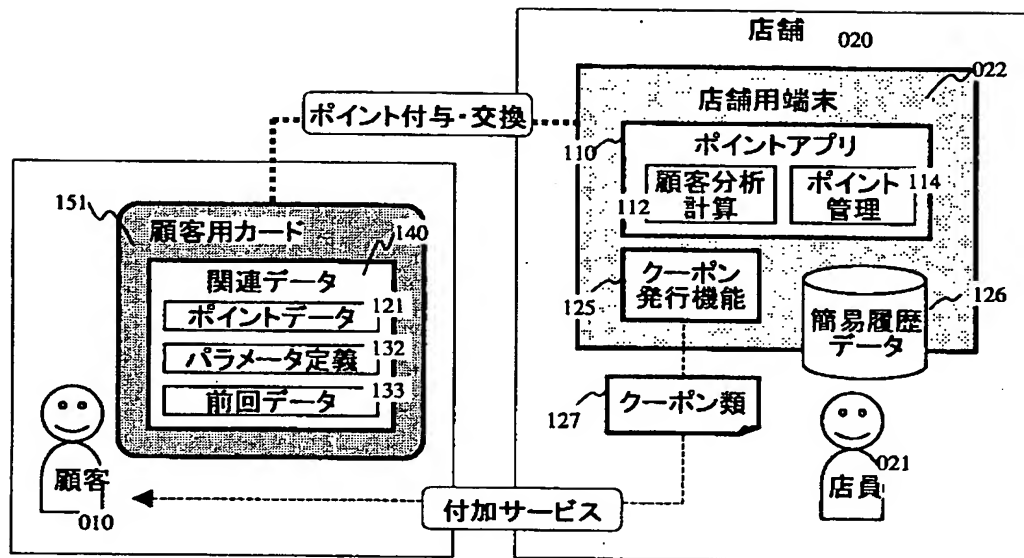 店舗 020
022
店舗用端末
ポイント付与・交換
110
ポイントアプリ
顧客分析
計算
112
ポイント
管理
114
151
顧客用カード
140
関連データ
ポイントデータ
121
パラメータ定義
132
前回データ
133
125
クーポン
発行機能
簡易履歴
データ
126
127
クーポン類
顧客
010
付加サービス
021
店員